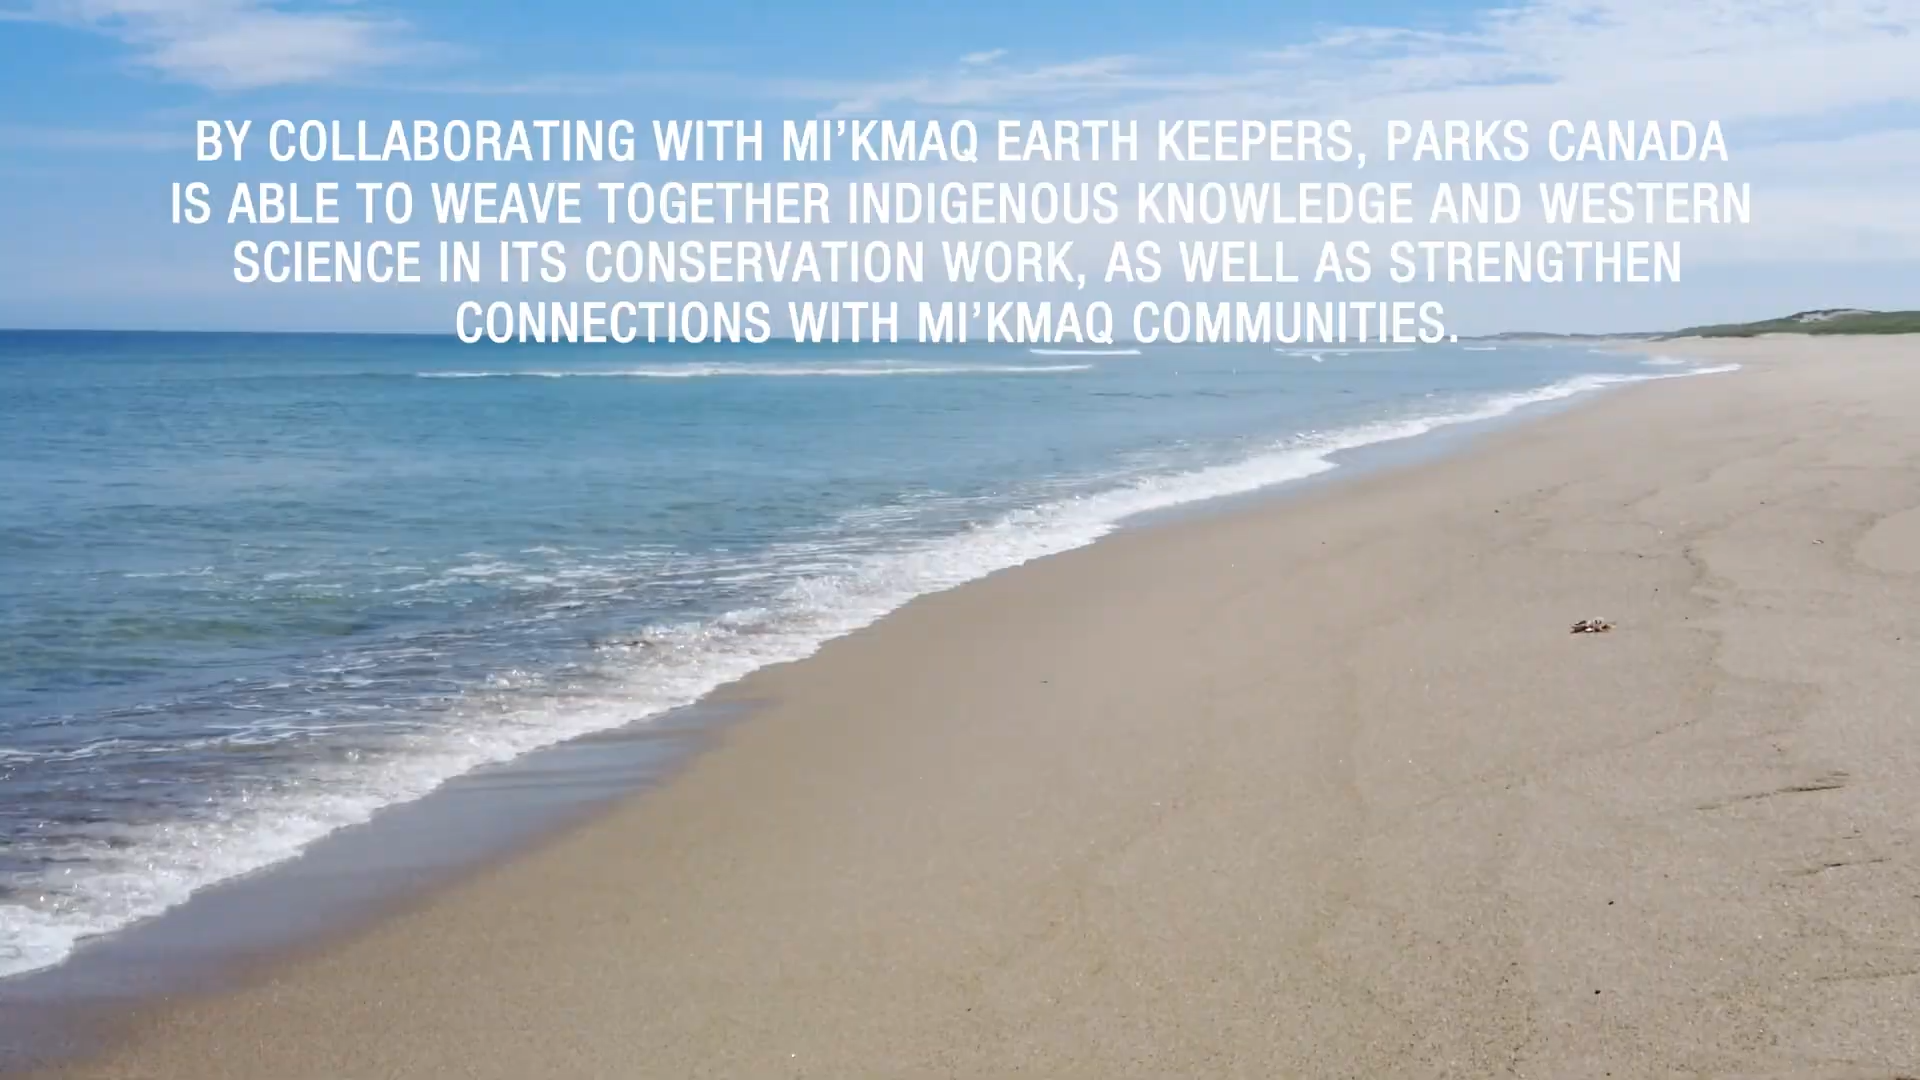 BY COLLABORATING WITH MI’KMAQ EARTH KEEPERS, PARKS CANADA
IS ABLE TO WEAVE TOGETHER INDIGENOUS KNOWLEDGE AND WESTERN
SCIENCE IN ITS CONSERVATION WORK, AS WELL AS STRENGTHEN
CONNECTIONS WITH MI’KMAQ COMMUNITIES.